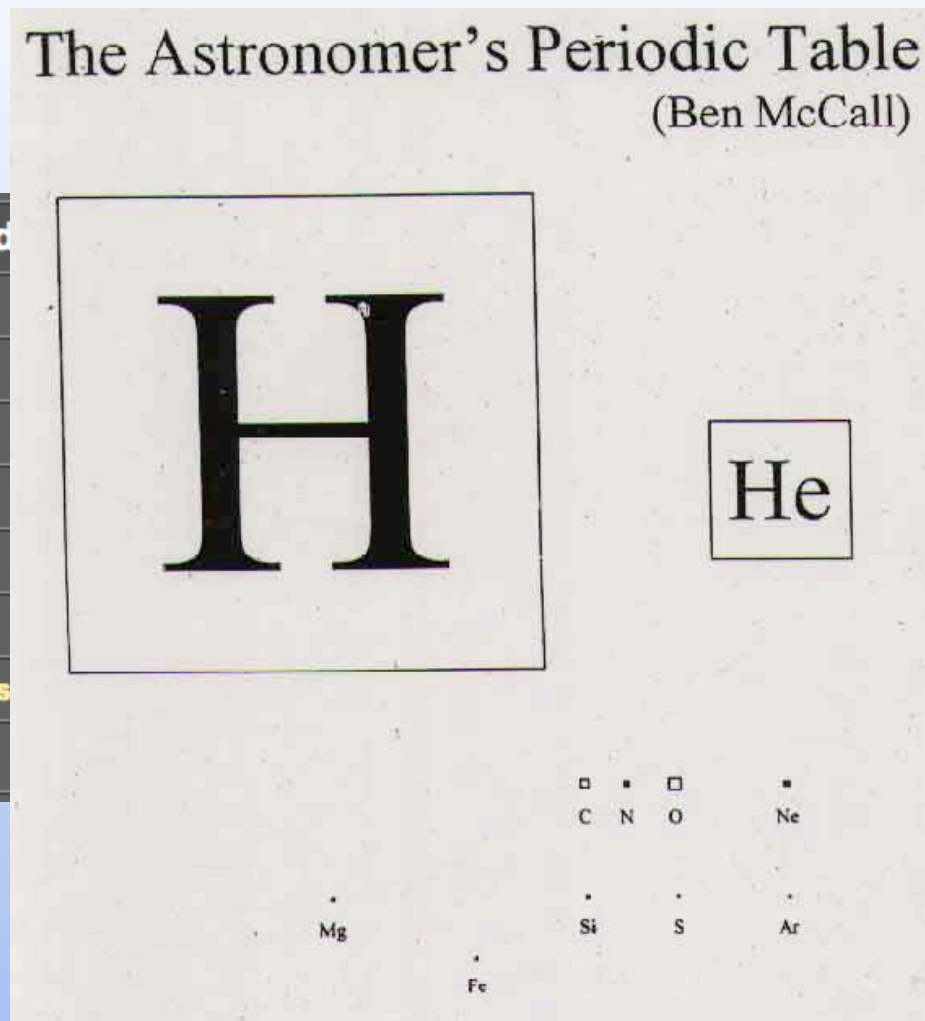 The Astronomer's Periodic Table
(Ben McCall)
H
He
C N O Ne
Mg Si S Ar
Fe
d
s